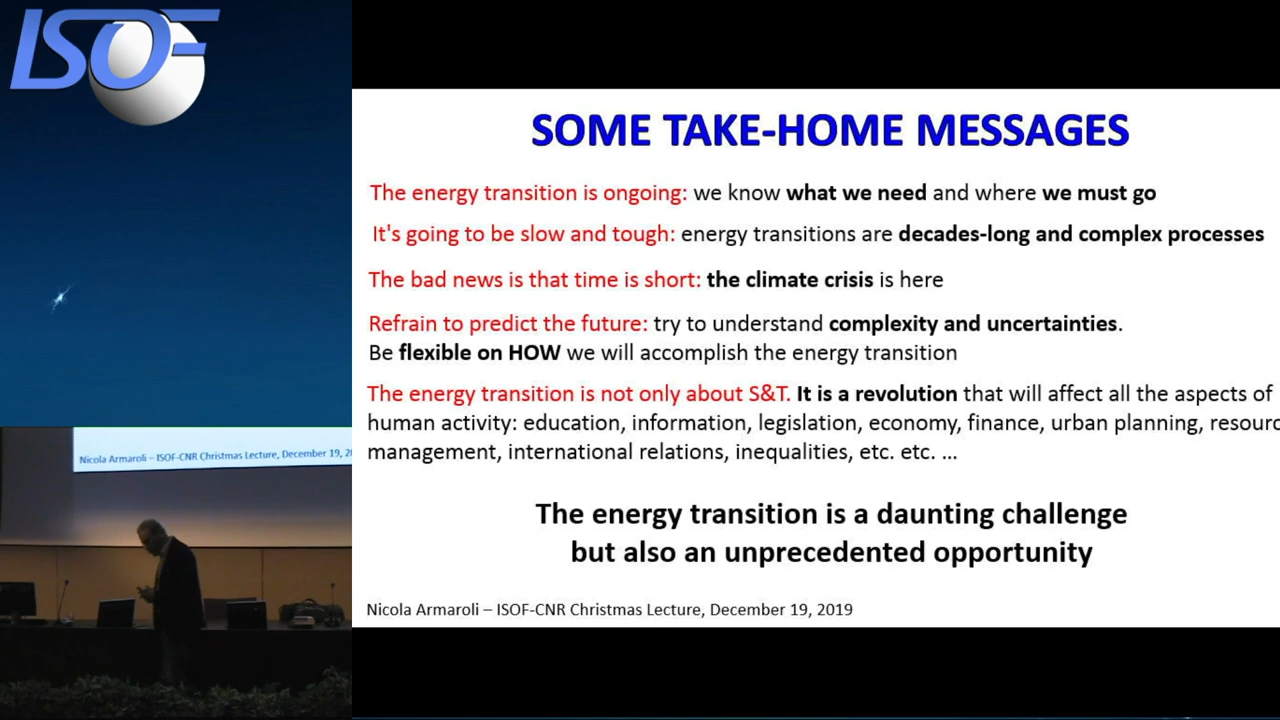 ISOF
SOME TAKE-HOME MESSAGES
The energy transition is ongoing: we know what we need and where we must go
It's going to be slow and tough: energy transitions are decades-long and complex processes
The bad news is that time is short: the climate crisis is here
Refrain to predict the future: try to understand complexity and uncertainties.
Be flexible on HOW we will accomplish the energy transition
The energy transition is not only about S&T. It is a revolution that will affect all the aspects of
human activity: education, information, legislation, economy, finance, urban planning, resourc
management, international relations, inequalities, etc. etc. ...
The energy transition is a daunting challenge
but also an unprecedented opportunity
Nicola Armaroli – ISOF-CNR Christmas Lecture, December 19, 2019
Nicola Armaroli – ISOF-CNR Christmas Lecture, December 19, 2